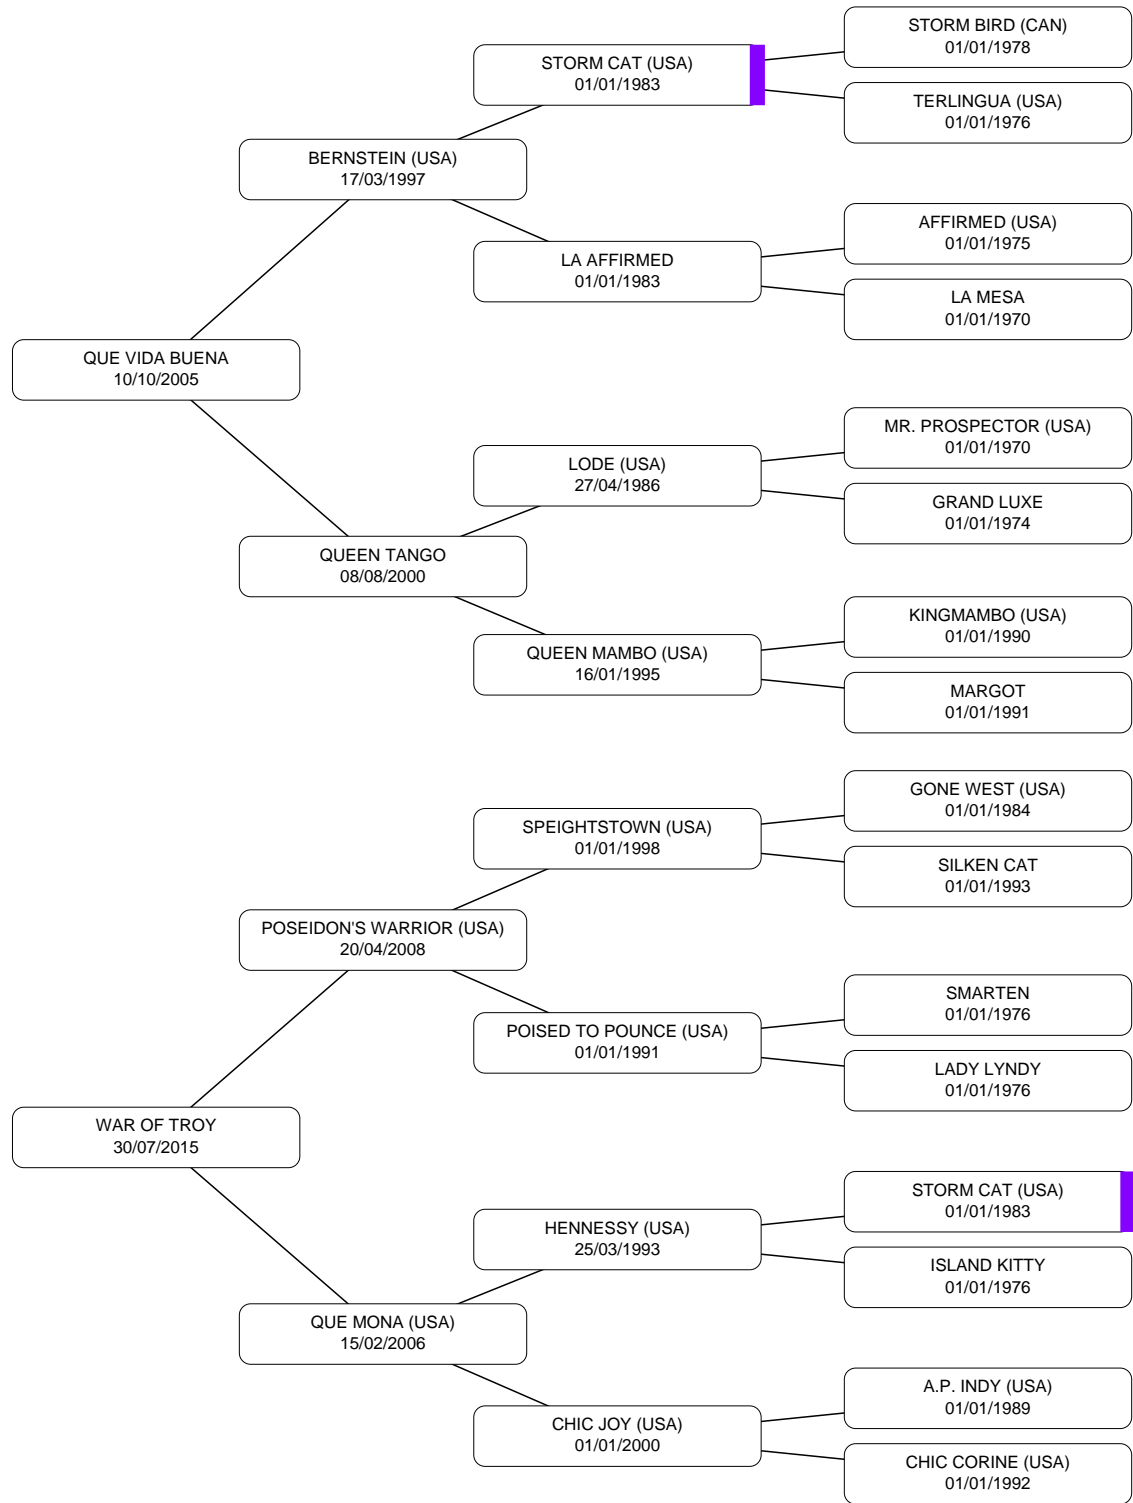 STORM BIRD (CAN)
01/01/1978
STORM CAT (USA)
01/01/1983
TERLINGUA (USA)
01/01/1976
BERNSTEIN (USA)
17/03/1997
AFFIRMED (USA)
01/01/1975
LA AFFIRMED
01/01/1983
LA MESA
01/01/1970
QUE VIDA BUENA
10/10/2005
MR. PROSPECTOR (USA)
01/01/1970
LODE (USA)
27/04/1986
GRAND LUXE
01/01/1974
QUEEN TANGO
08/08/2000
KINGMAMBO (USA)
01/01/1990
QUEEN MAMBO (USA)
16/01/1995
MARGOT
01/01/1991
GONE WEST (USA)
01/01/1984
SPEIGHTSTOWN (USA)
01/01/1998
SILKEN CAT
01/01/1993
POSEIDON'S WARRIOR (USA)
20/04/2008
SMARTEN
01/01/1976
POISED TO POUNCE (USA)
01/01/1991
LADY LYNDY
01/01/1976
WAR OF TROY
30/07/2015
STORM CAT (USA)
01/01/1983
HENNESSY (USA)
25/03/1993
ISLAND KITTY
01/01/1976
QUE MONA (USA)
15/02/2006
A.P. INDY (USA)
01/01/1989
CHIC JOY (USA)
01/01/2000
CHIC CORINE (USA)
01/01/1992